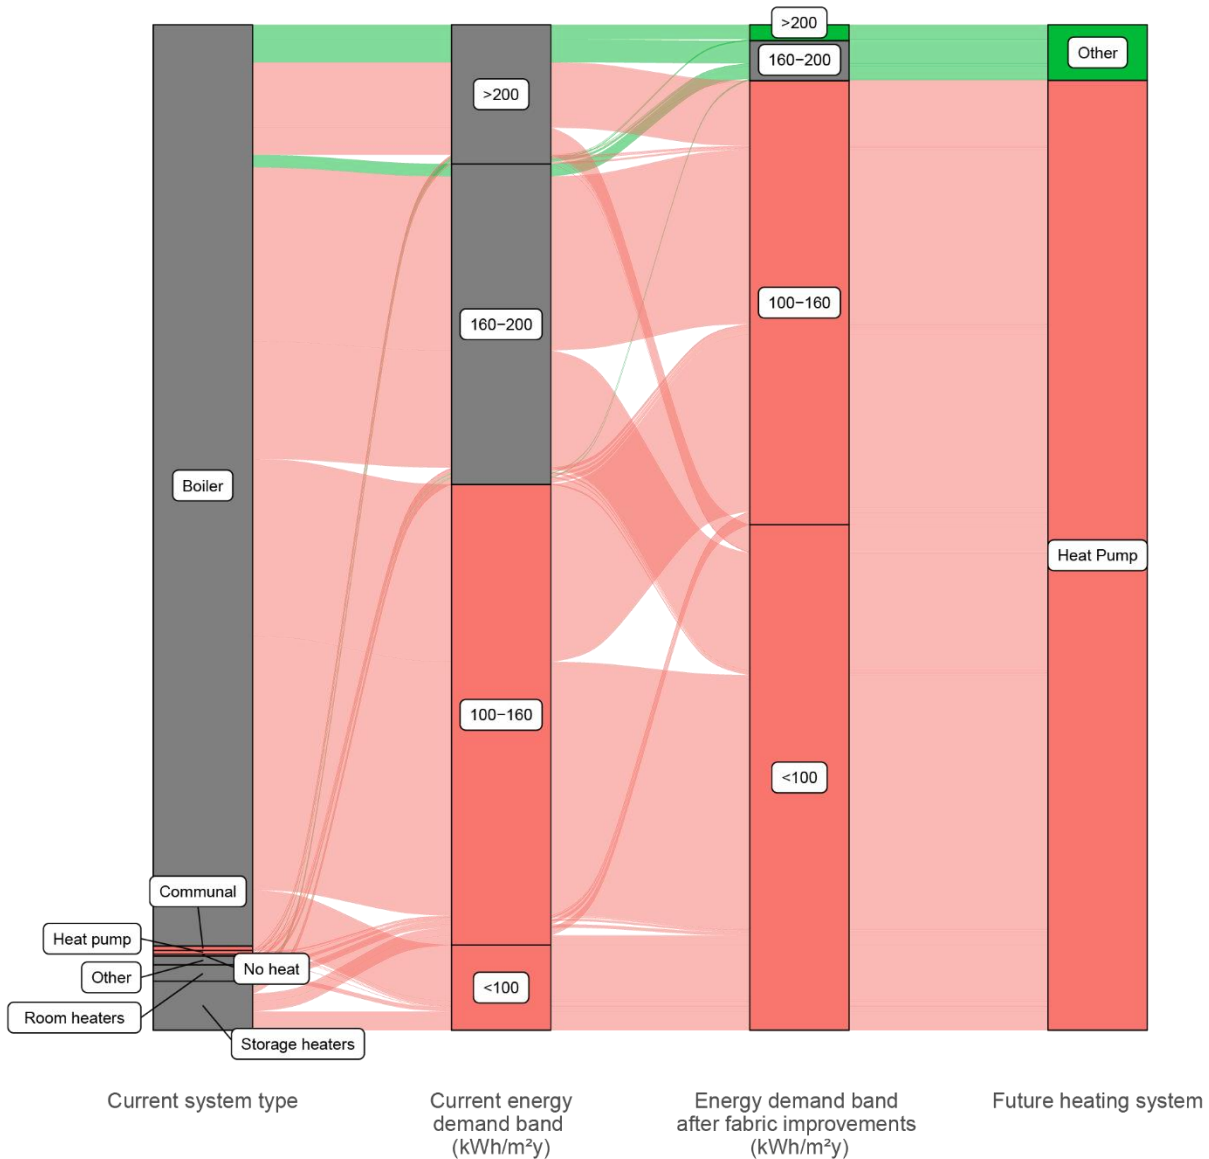 >200
>200
Other
160−200
>200
100−160
160−200
Boiler
Heat Pump
100−160
<100
Communal
Heat pump
No heat
Other
<100
Room heaters
Storage heaters
Current system type
Current energy
demand band
(kWh/m²y)
Energy demand band
after fabric improvements
(kWh/m²y)
Future heating system